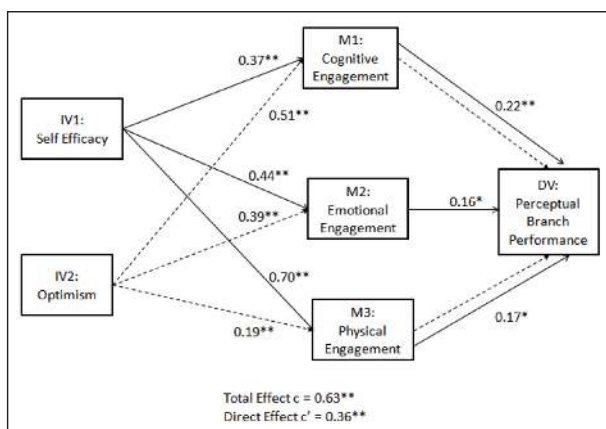 M1:
Cognitive
Engagement
0.37**
0.51**
0.22**
IV1:
Self Efficacy
0.44**
M2:
Emotional
Engagement
0.39**
0.16*
DV:
Perceptual
Branch
Performance
IV2:
Optimism
0.70**
M3:
Physical
Engagement
0.19**
0.17*
Total Effect c = 0.63**
Direct Effect c' = 0.36**